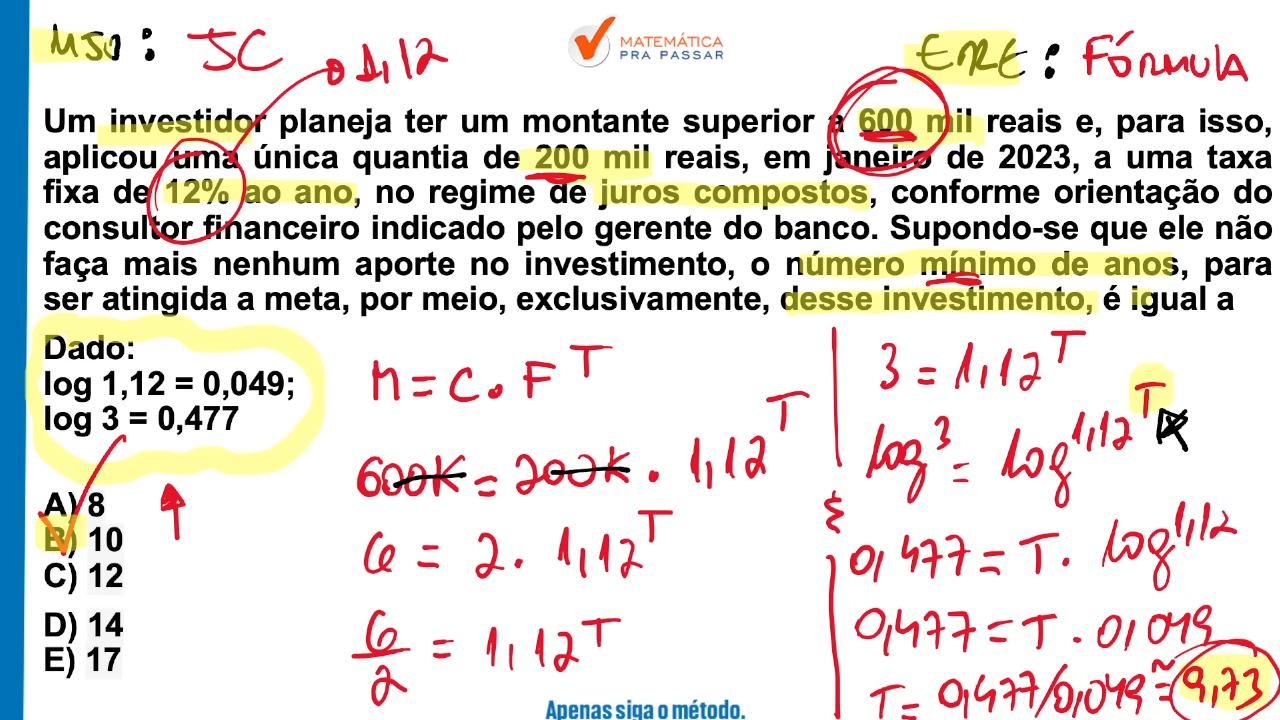 MSO: JC
1,12
MATEMÁTICA
PRA PASSAR
: FÓRMULA
Um investidor planeja ter um montante superior a 600 mil reais e, para isso,
aplicou uma única quantia de 200 mil reais, em janeiro de 2023, a uma taxa
fixa de 12% ao ano, no regime de juros compostos, conforme orientação do
consultor financeiro indicado pelo gerente do banco. Supondo-se que ele não
faça mais nenhum aporte no investimento, o número mínimo de anos, para
ser atingida a meta, por meio, exclusivamente, desse investimento, é igual a
Dado:
log 1,12 = 0,049;
log 3 = 0,477
A) 8
B) 10
C) 12
D) 14
E) 17
M = C . F^T
600K = 200K . 1,12^T
6 = 2 . 1,12^T
6/2 = 1,12^T
3 = 1,12^T
log 3 = log 1,12^T
0,477 = T . log 1,12
0,477 = T . 0,049
T = 0,477/0,049 ≅ 9,73
Apenas siga o método.